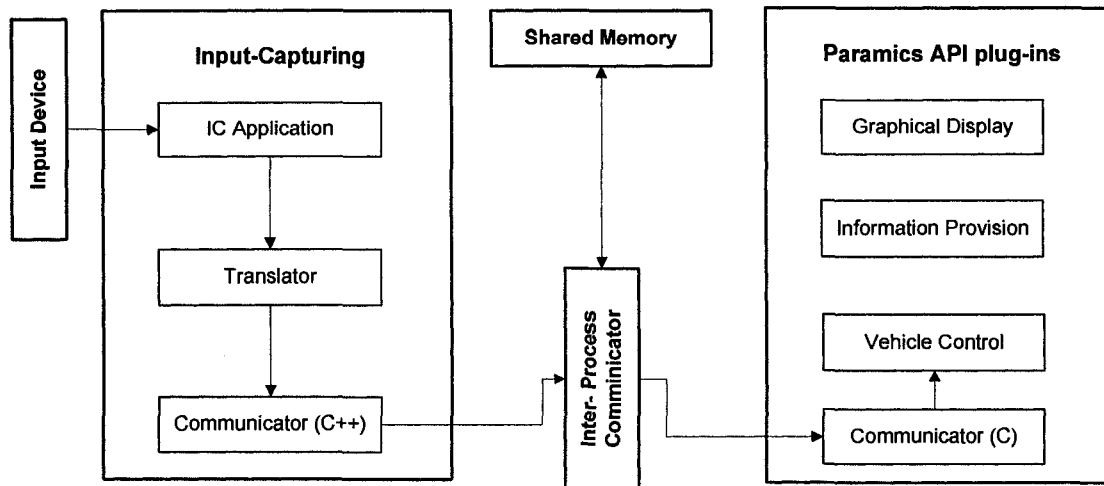 Input Device
Input-Capturing
IC Application
Translator
Communicator (C++)
Shared Memory
Inter- Process
Comminicator
Paramics API plug-ins
Graphical Display
Information Provision
Vehicle Control
Communicator (C)